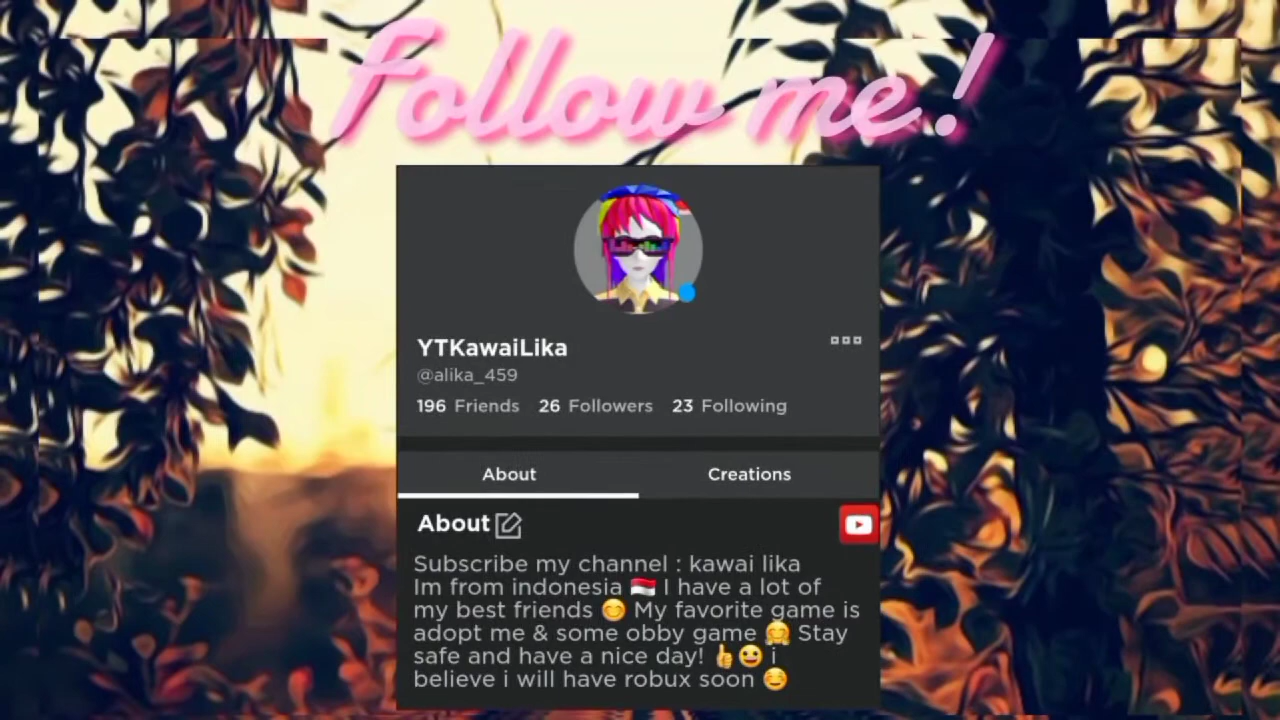 Follow me!
YTKawaiLika
@alika_459
196 Friends 26 Followers 23 Following
About Creations
About
Subscribe my channel : kawai lika
Im from indonesia 🇮🇩 I have a lot of
my best friends 😊 My favorite game is
adopt me & some obby game 🤗 Stay
safe and have a nice day! 👍😀 i
believe i will have robux soon ☺️